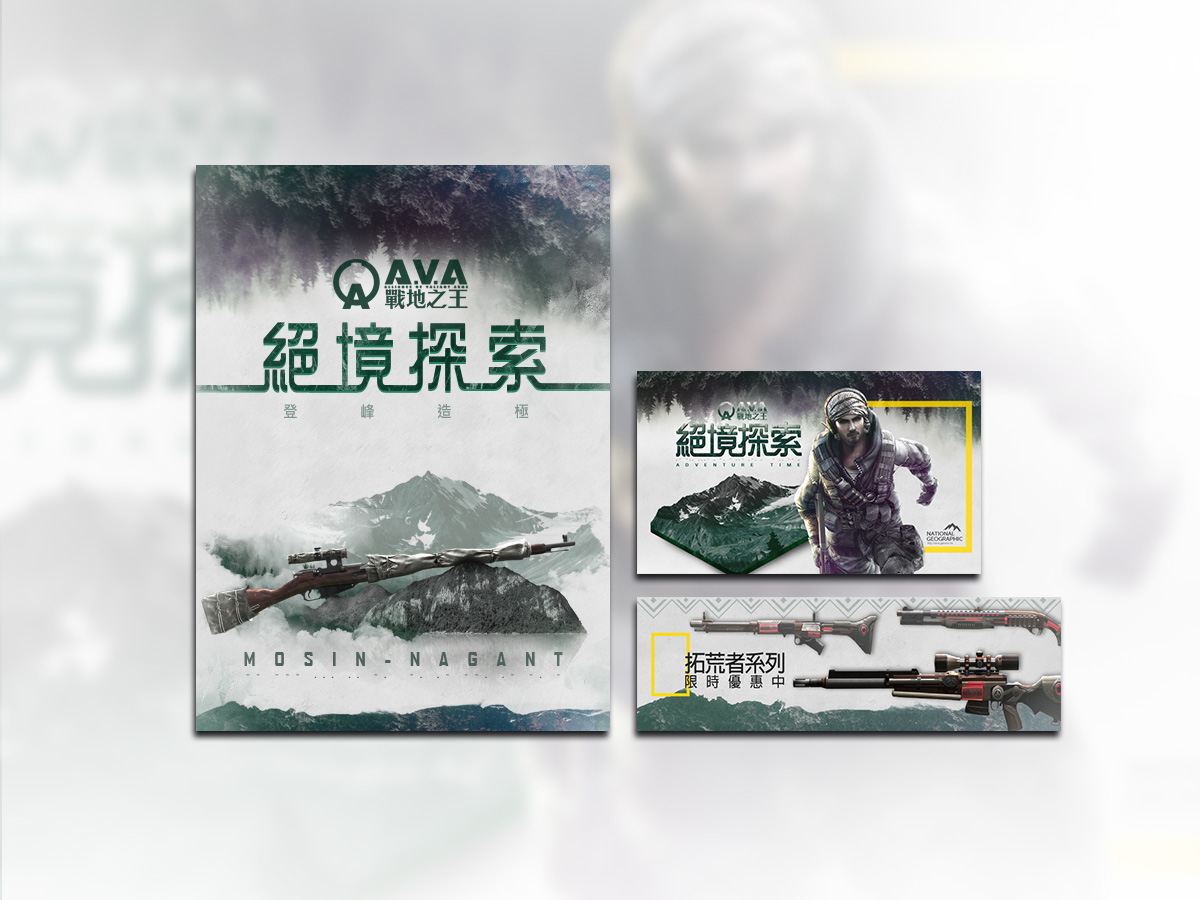 A.V.A
戰地之王
絕境探索
登峰造極
MOSIN-NAGANT
A.V.A
戰地之王
絕境探索
ADVENTURE TIME
NATIONAL
GEOGRAPHIC
拓荒者系列
限時優惠中